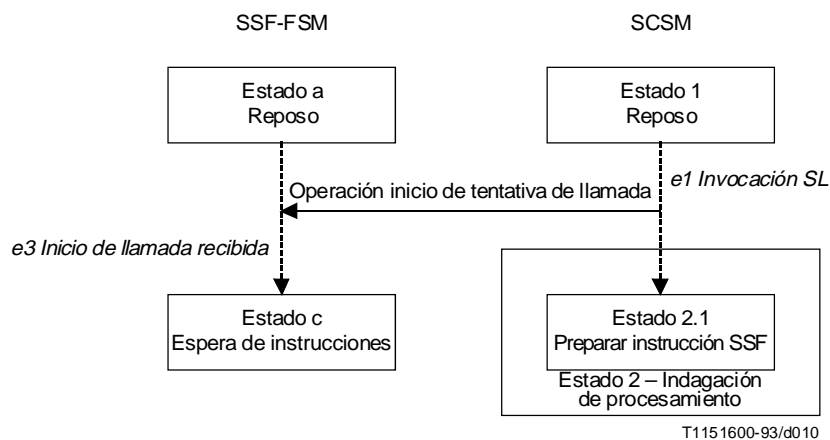 SSF-FSM
SCSM
Estado a
Reposo
Estado 1
Reposo
e1 Invocación SL
Operación inicio de tentativa de llamada
e3 Inicio de llamada recibida
Estado c
Espera de instrucciones
Estado 2.1
Preparar instrucción SSF
Estado 2 – Indagación
de procesamiento
T1151600-93/d010